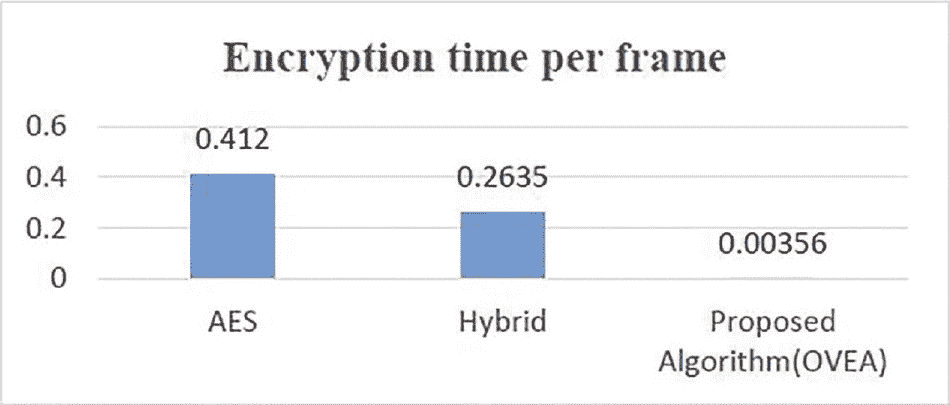 Encryption time per frame
0.6
0.4
0.2
0
0.412
0.2635
0.00356
AES
Hybrid
Proposed
Algorithm(OVEA)